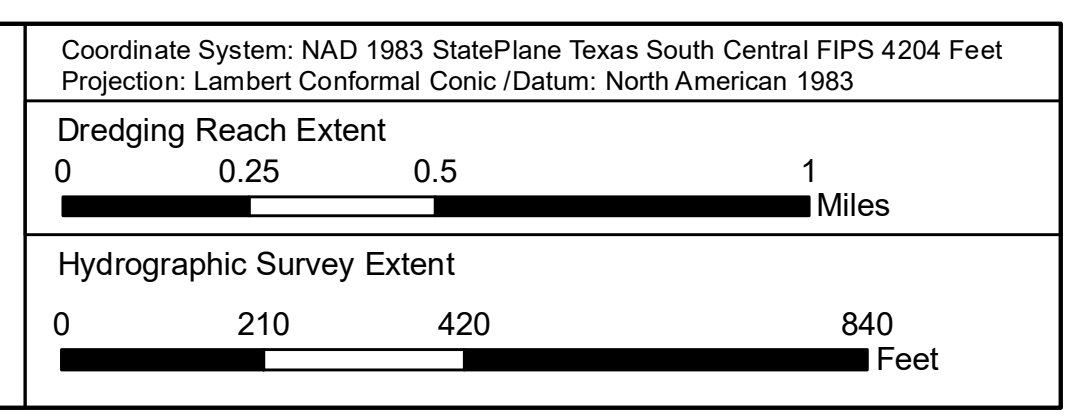 Coordinate System: NAD 1983 StatePlane Texas South Central FIPS 4204 Feet
Projection: Lambert Conformal Conic /Datum: North American 1983
Dredging Reach Extent
0 0.25 0.5 1
Miles
Hydrographic Survey Extent
0 210 420 840
Feet